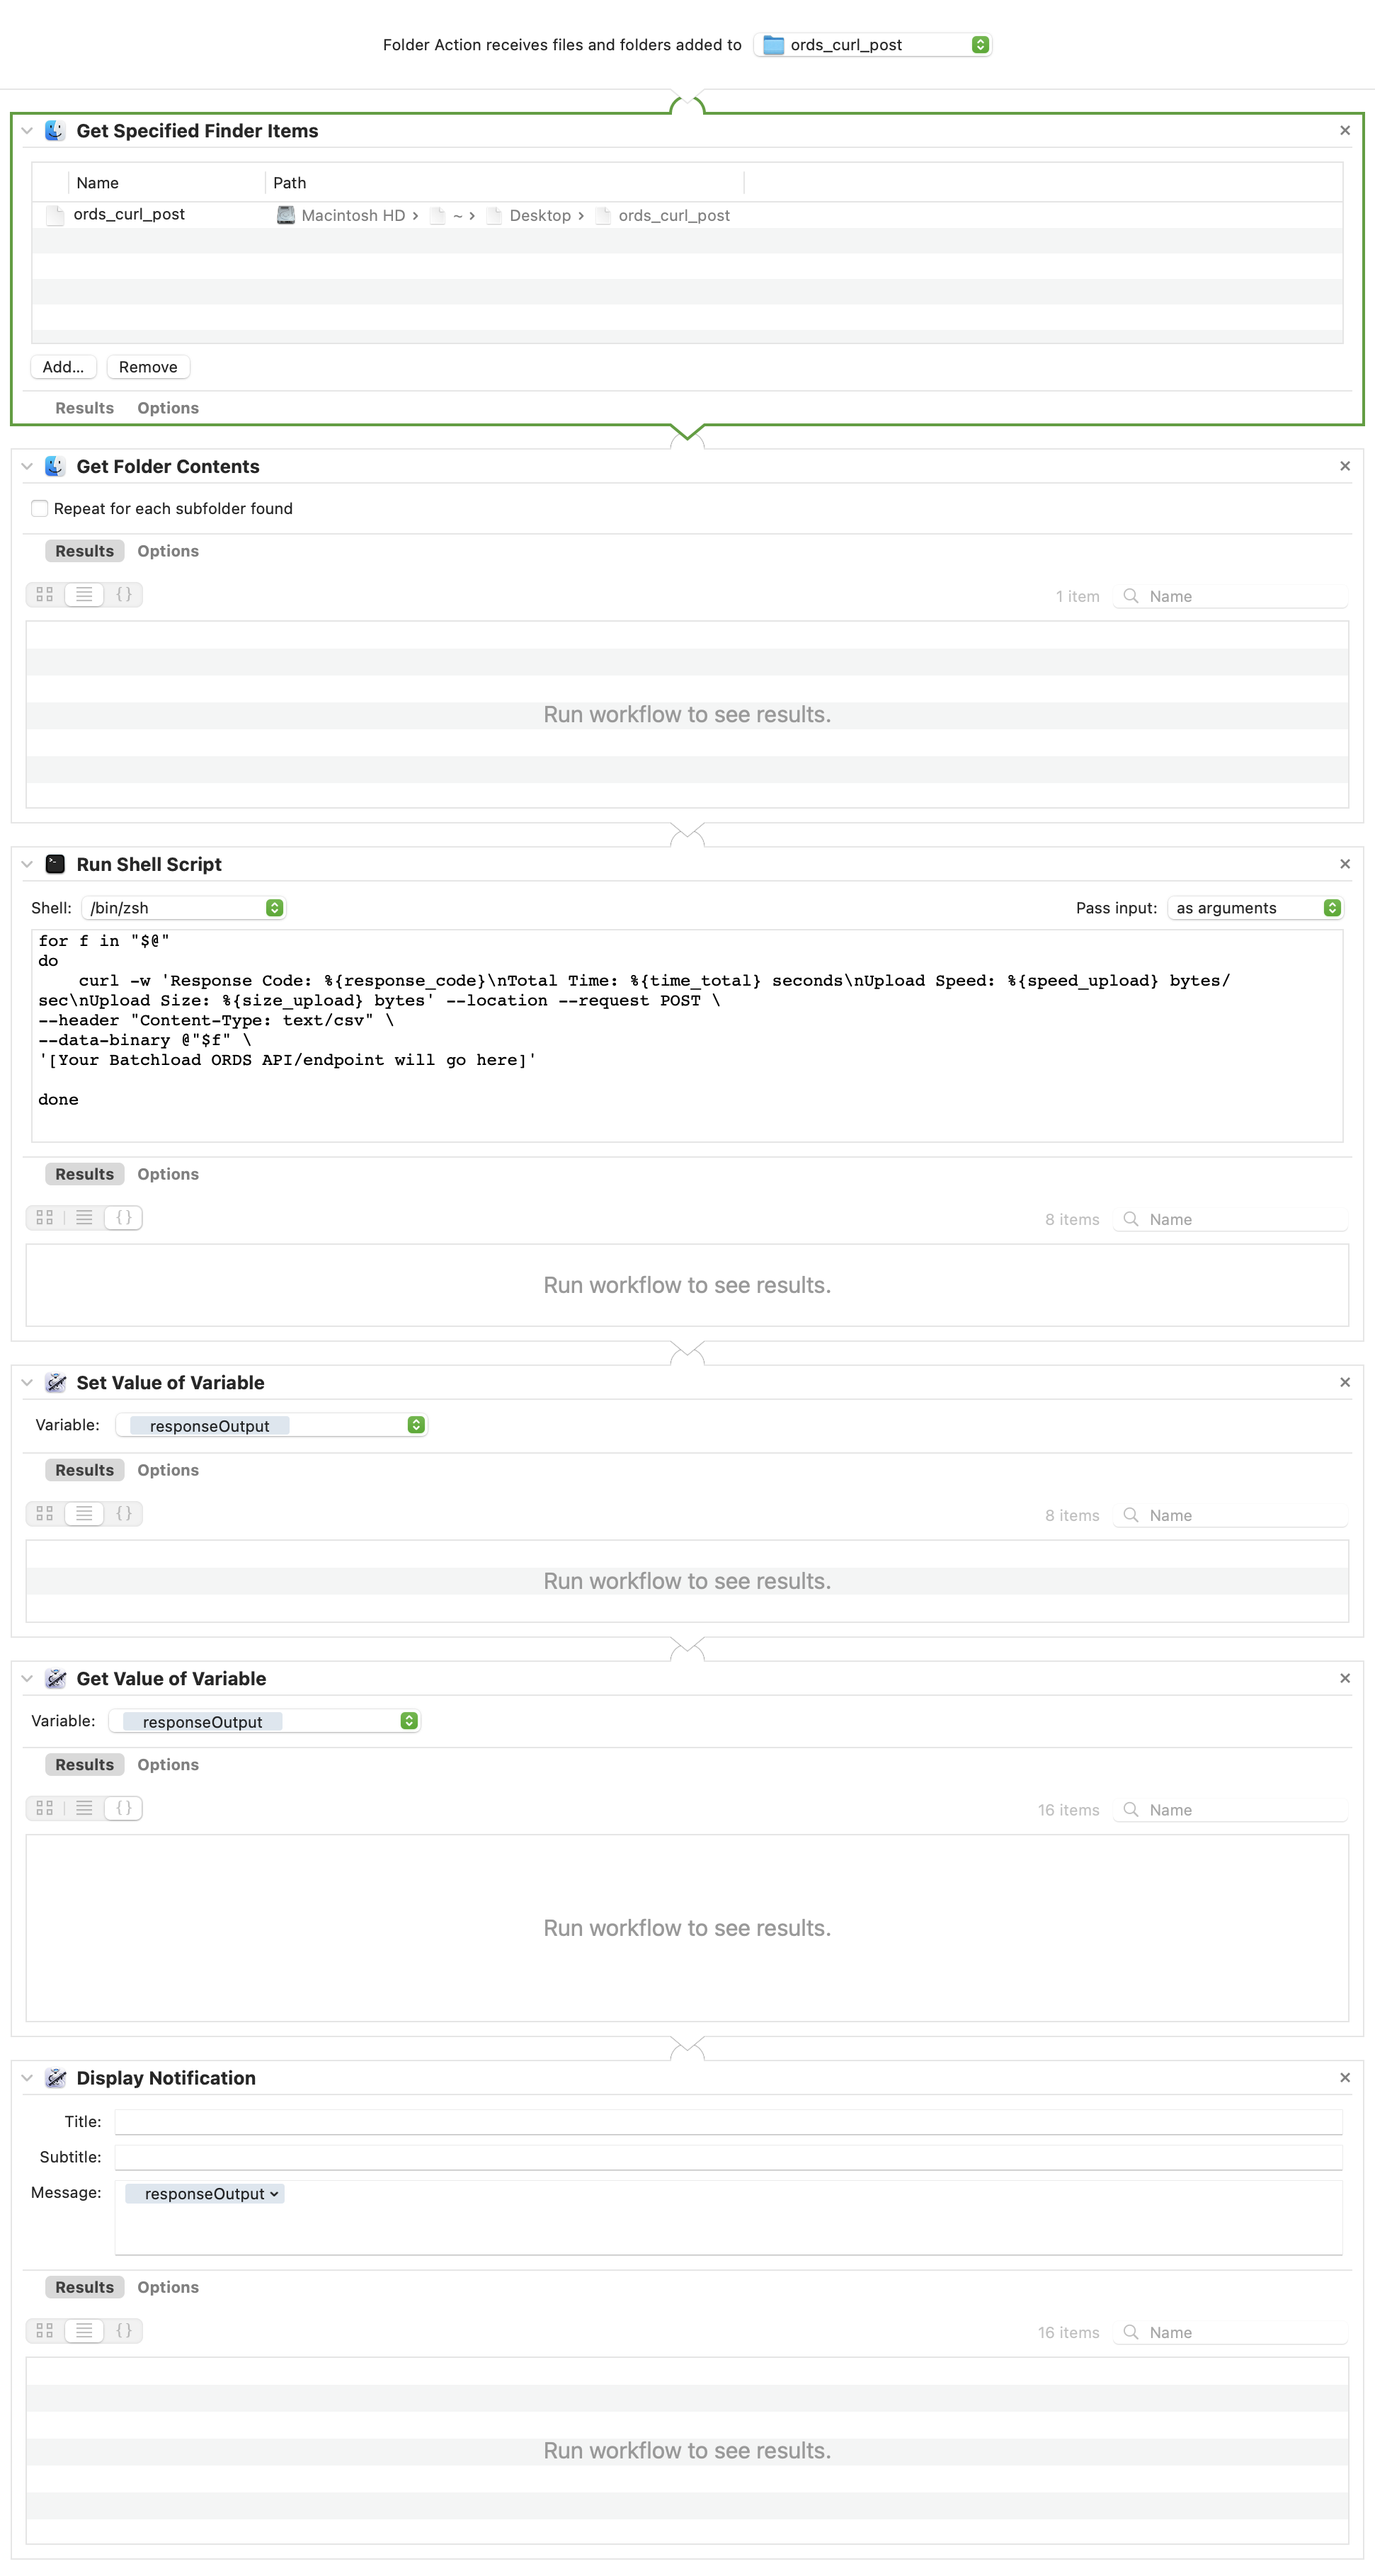 Folder Action receives files and folders added to ords_curl_post
Get Specified Finder Items
Name Path
ords_curl_post Macintosh HD › ~ › Desktop › ords_curl_post
Add... Remove
Results Options
Get Folder Contents
Repeat for each subfolder found
Results Options
{} 1 item Name
Run workflow to see results.
Run Shell Script
Shell: /bin/zsh Pass input: as arguments
for f in "$@"
do
    curl -w 'Response Code: %{response_code}\nTotal Time: %{time_total} seconds\nUpload Speed: %{speed_upload} bytes/
sec\nUpload Size: %{size_upload} bytes' --location --request POST \
--header "Content-Type: text/csv" \
--data-binary @"$f" \
'[Your Batchload ORDS API/endpoint will go here]'
done
Results Options
{} 8 items Name
Run workflow to see results.
Set Value of Variable
Variable: responseOutput
Results Options
{} 8 items Name
Run workflow to see results.
Get Value of Variable
Variable: responseOutput
Results Options
{} 16 items Name
Run workflow to see results.
Display Notification
Title:
Subtitle:
Message: responseOutput
Results Options
{} 16 items Name
Run workflow to see results.